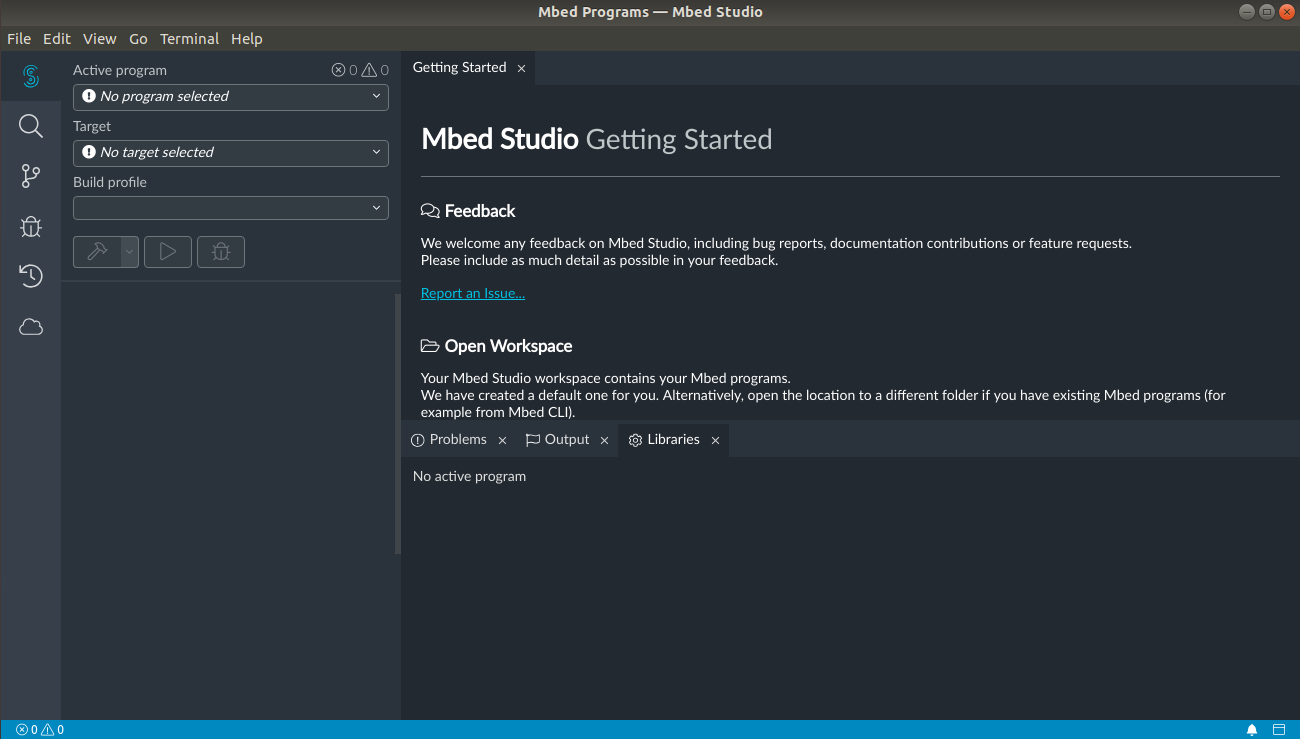 Mbed Programs — Mbed Studio
File Edit View Go Terminal Help
Active program 0 0
No program selected
Target
No target selected
Build profile
Getting Started
Mbed Studio Getting Started
Feedback
We welcome any feedback on Mbed Studio, including bug reports, documentation contributions or feature requests.
Please include as much detail as possible in your feedback.
Report an Issue...
Open Workspace
Your Mbed Studio workspace contains your Mbed programs.
We have created a default one for you. Alternatively, open the location to a different folder if you have existing Mbed programs (for
example from Mbed CLI).
Problems Output Libraries
No active program
0 0